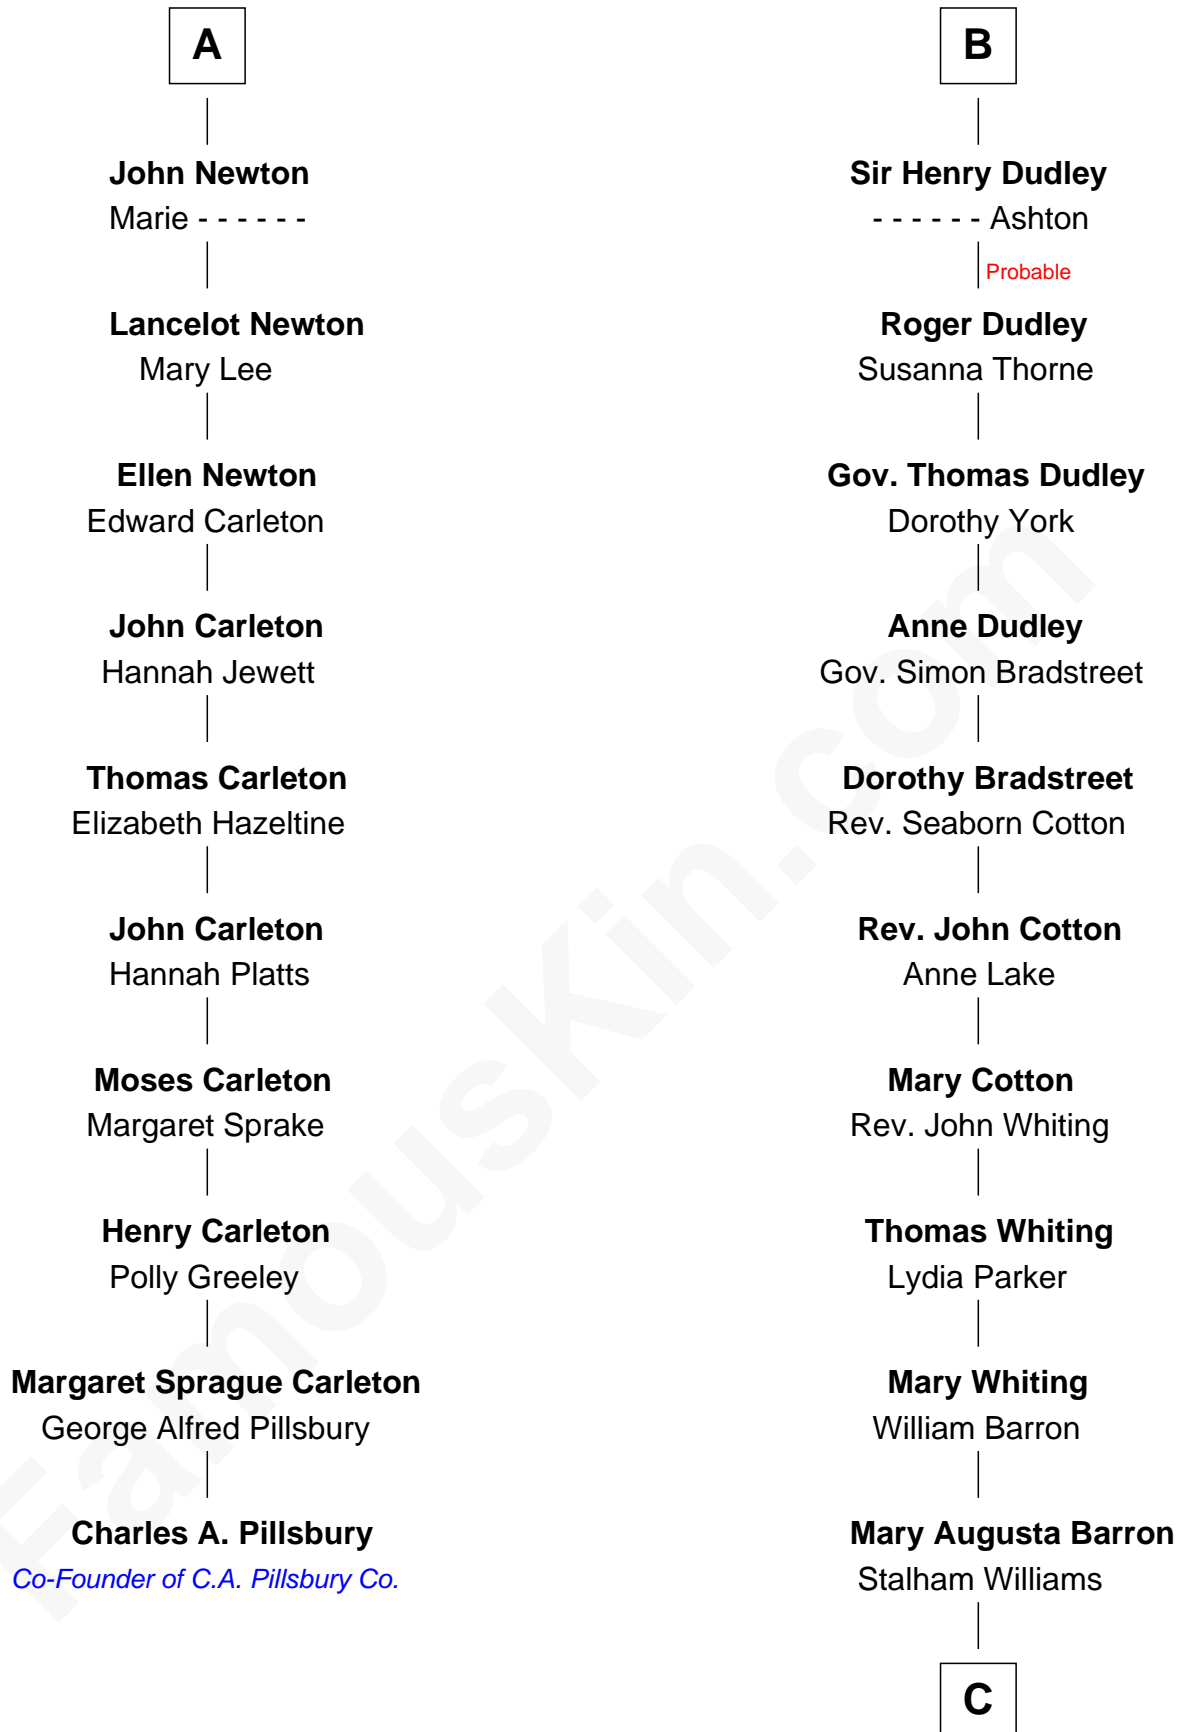 A
John Newton
Marie - - - - - -
Lancelot Newton
Mary Lee
Ellen Newton
Edward Carleton
John Carleton
Hannah Jewett
Thomas Carleton
Elizabeth Hazeltine
John Carleton
Hannah Platts
Moses Carleton
Margaret Sprake
Henry Carleton
Polly Greeley
Margaret Sprague Carleton
George Alfred Pillsbury
Charles A. Pillsbury
Co-Founder of C.A. Pillsbury Co.
B
Sir Henry Dudley
- - - - - - Ashton
Probable
Roger Dudley
Susanna Thorne
Gov. Thomas Dudley
Dorothy York
Anne Dudley
Gov. Simon Bradstreet
Dorothy Bradstreet
Rev. Seaborn Cotton
Rev. John Cotton
Anne Lake
Mary Cotton
Rev. John Whiting
Thomas Whiting
Lydia Parker
Mary Whiting
William Barron
Mary Augusta Barron
Stalham Williams
C
FamousKin.com